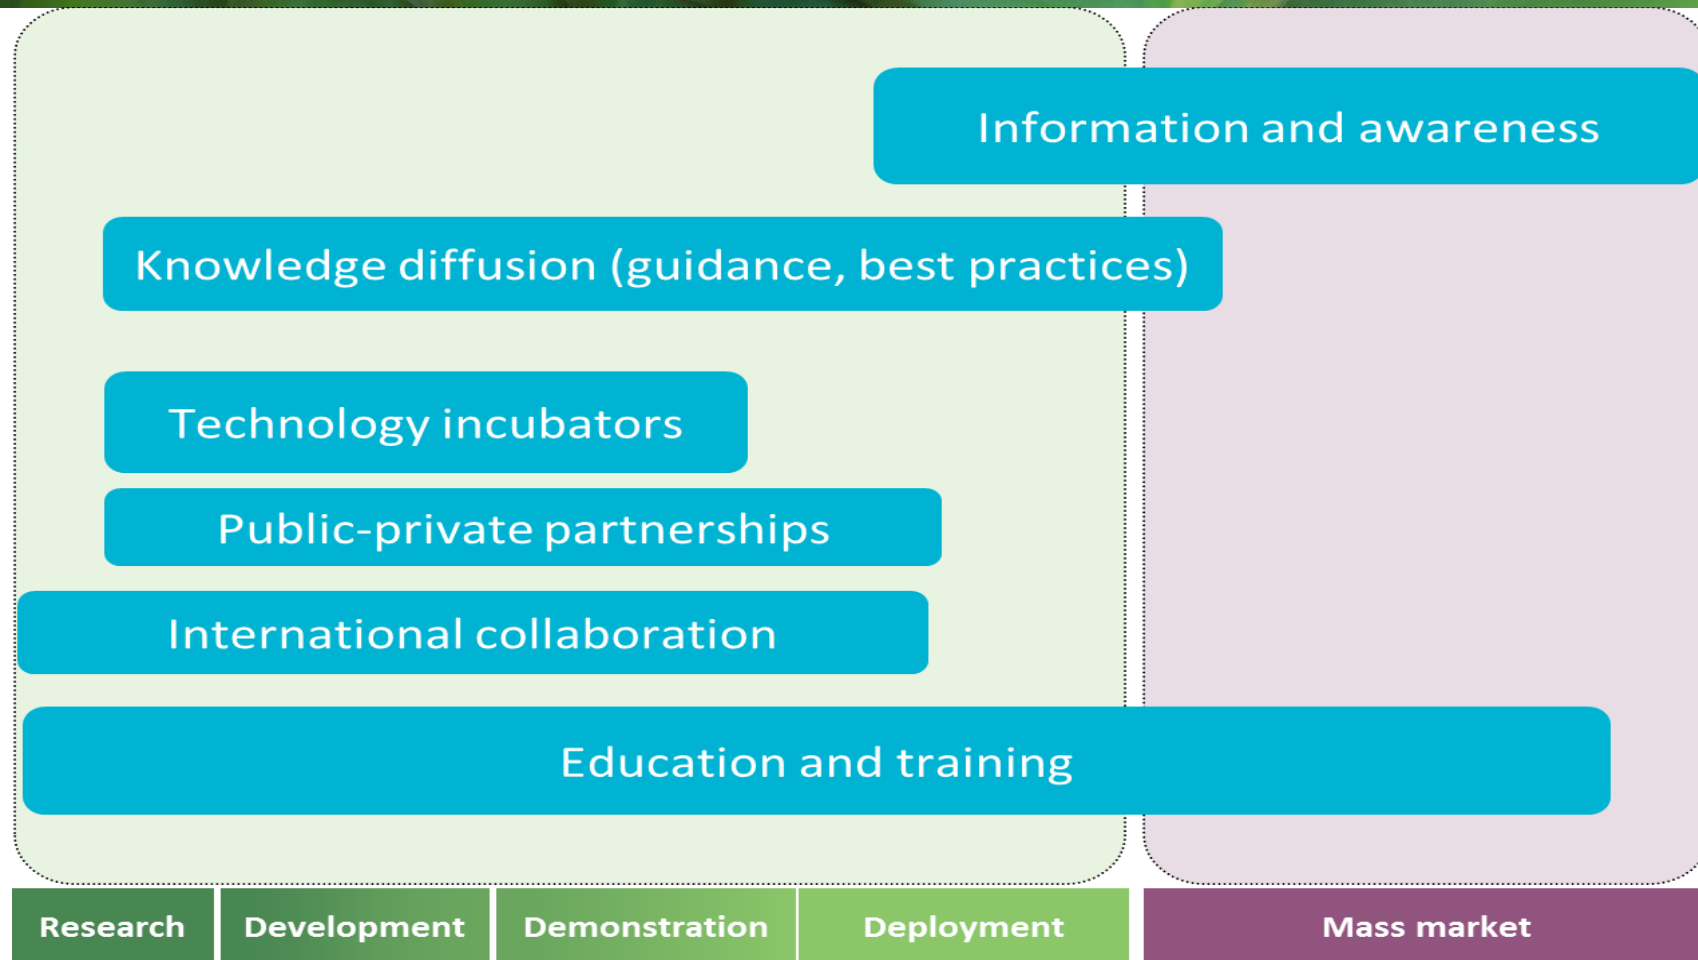 Information and awareness
Knowledge diffusion (guidance, best practices)
Technology incubators
Public-private partnerships
International collaboration
Education and training
Research
Development
Demonstration
Deployment
Mass market